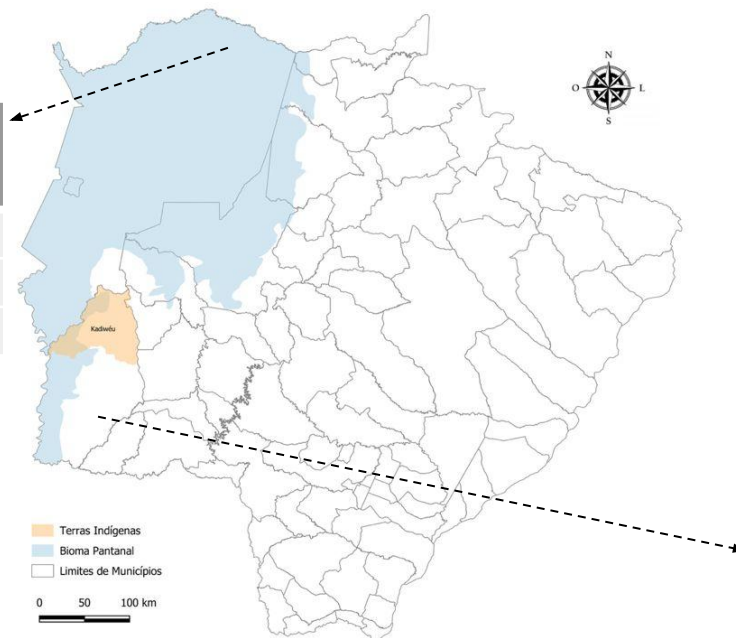 N
O
L
S
Kadiwéu
Terras Indígenas
Bioma Pantanal
Limites de Municípios
0 50 100 km